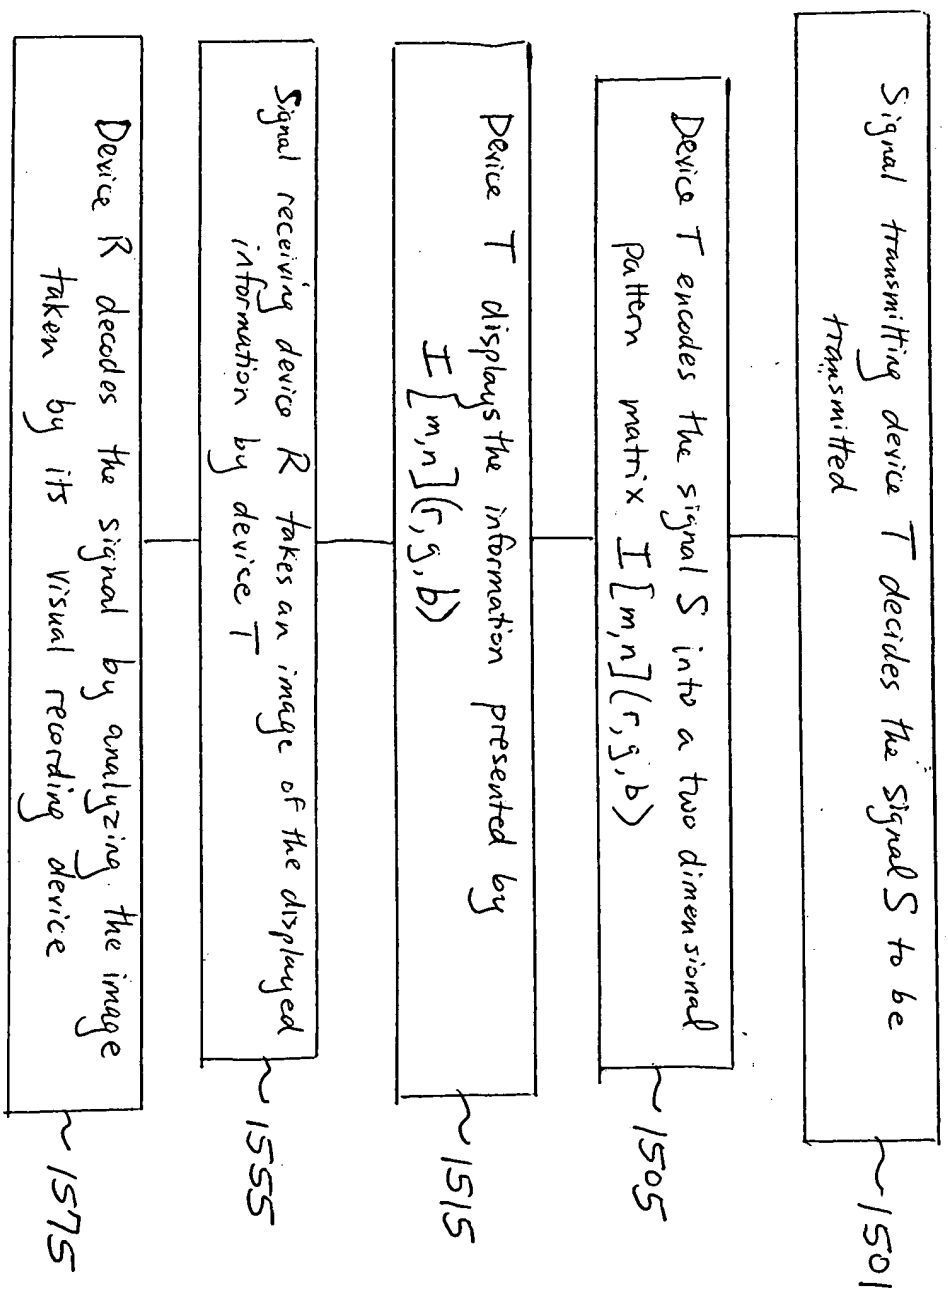 Signal transmitting device T decides the signal S to be
transmitted
~1501
Device T encodes the signal S into a two dimensional
pattern matrix I[m,n](r,g,b)
~1505
Device T displays the information presented by
I[m,n](r,g,b)
~1515
Signal receiving device R takes an image of the displayed
information by device T
~1555
Device R decodes the signal by analyzing the image
taken by its visual recording device
~1575